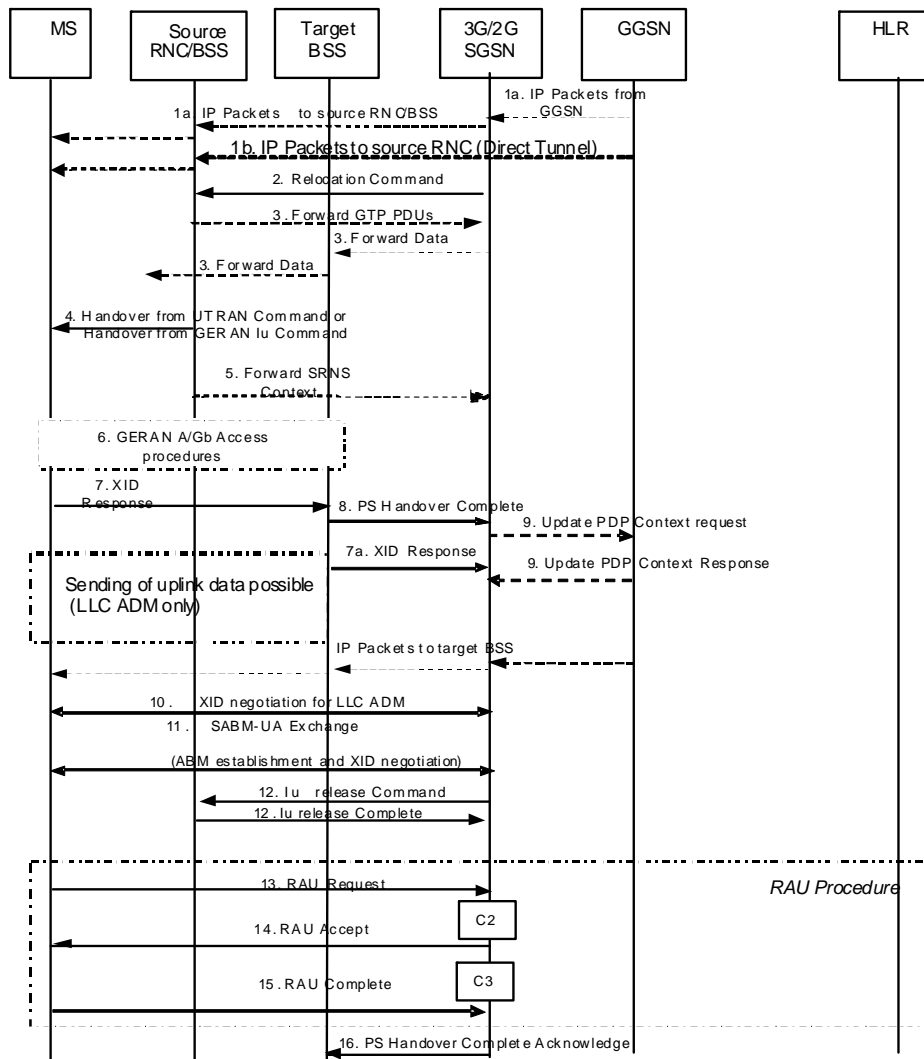 MS
Source
RNC/BSS
Target
BSS
3G/2G
SGSN
GGSN
HLR
1a. IP Packets from
GGSN
1a. IP Packets to source RNC/BSS
1b. IP Packets to source RNC (Direct Tunnel)
2. Relocation Command
3. Forward GTP PDUs
3. Forward Data
3. Forward Data
4. Handover from UTRAN Command or
Handover from GERAN Iu Command
5. Forward SRNS
Context
6. GERAN A/Gb Access
procedures
7. XID
Response
8. PS Handover Complete
9. Update PDP Context request
7a. XID Response
9. Update PDP Context Response
Sending of uplink data possible
(LLC ADM only)
IP Packets to target BSS
10. XID negotiation for LLC ADM
11. SABM-UA Exchange
(ABM establishment and XID negotiation)
12. Iu release Command
12. Iu release Complete
13. RAU Request
RAU Procedure
C2
14. RAU Accept
C3
15. RAU Complete
16. PS Handover Complete Acknowledge